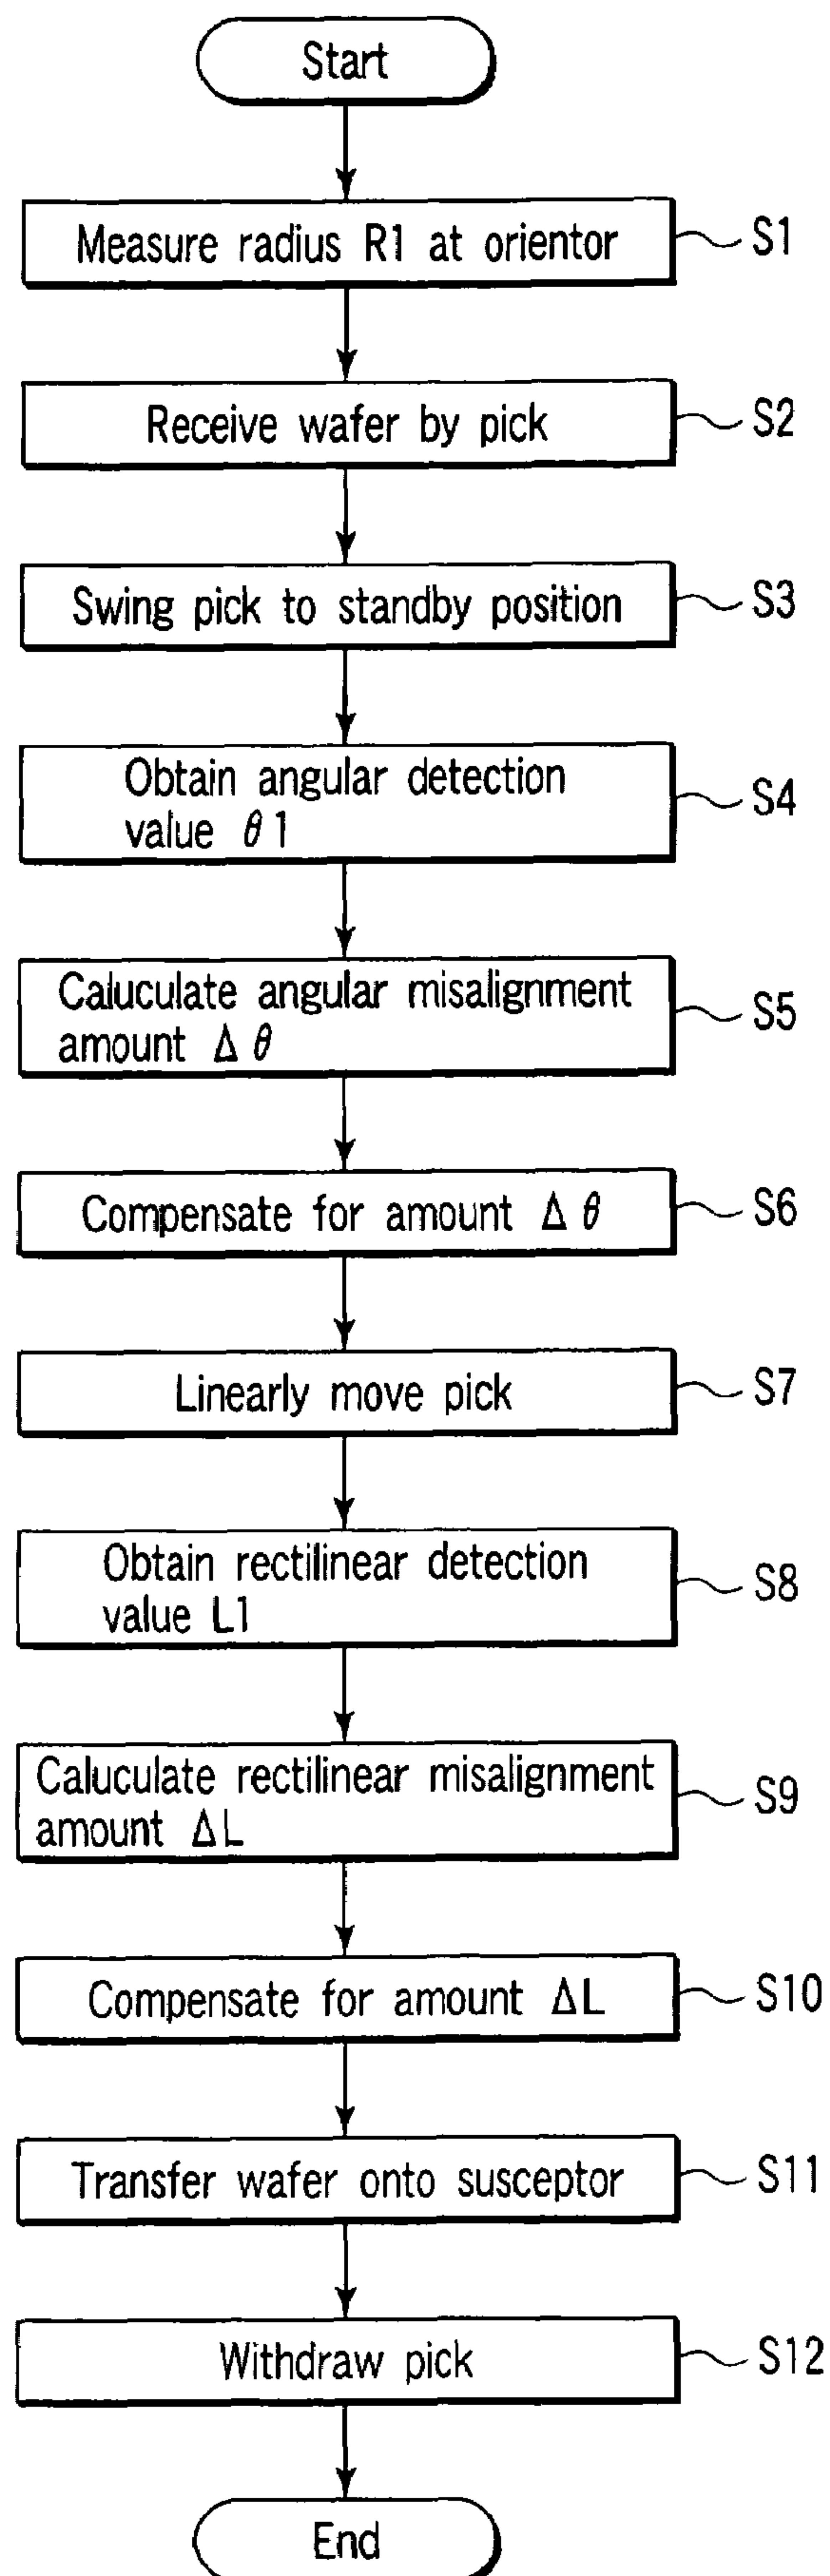 Start
Measure radius R1 at orientor
S1
Receive wafer by pick
S2
Swing pick to standby position
S3
Obtain angular detection
value θ1
S4
Caluculate angular misalignment
amount Δθ
S5
Compensate for amount Δθ
S6
Linearly move pick
S7
Obtain rectilinear detection
value L1
S8
Caluculate rectilinear misalignment
amount ΔL
S9
Compensate for amount ΔL
S10
Transfer wafer onto susceptor
S11
Withdraw pick
S12
End